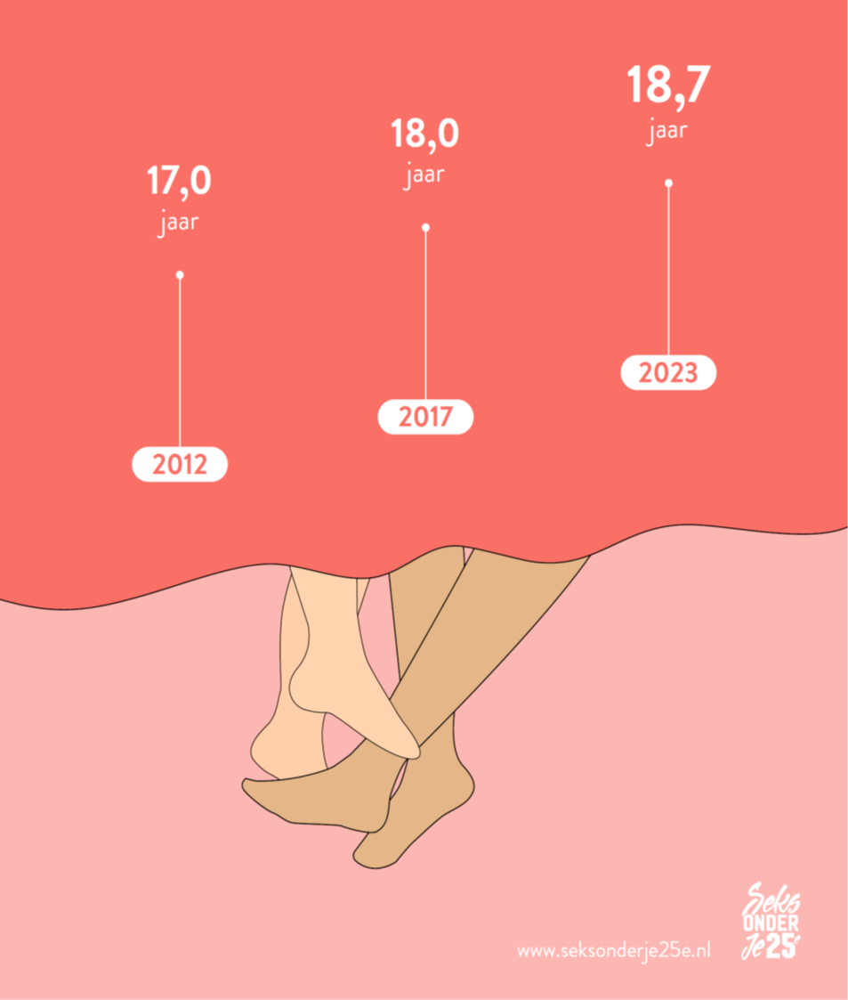 17,0
jaar
2012
18,0
jaar
2017
18,7
jaar
2023
www.seksonderje25e.nl
Seks
ONDER
Je 25e